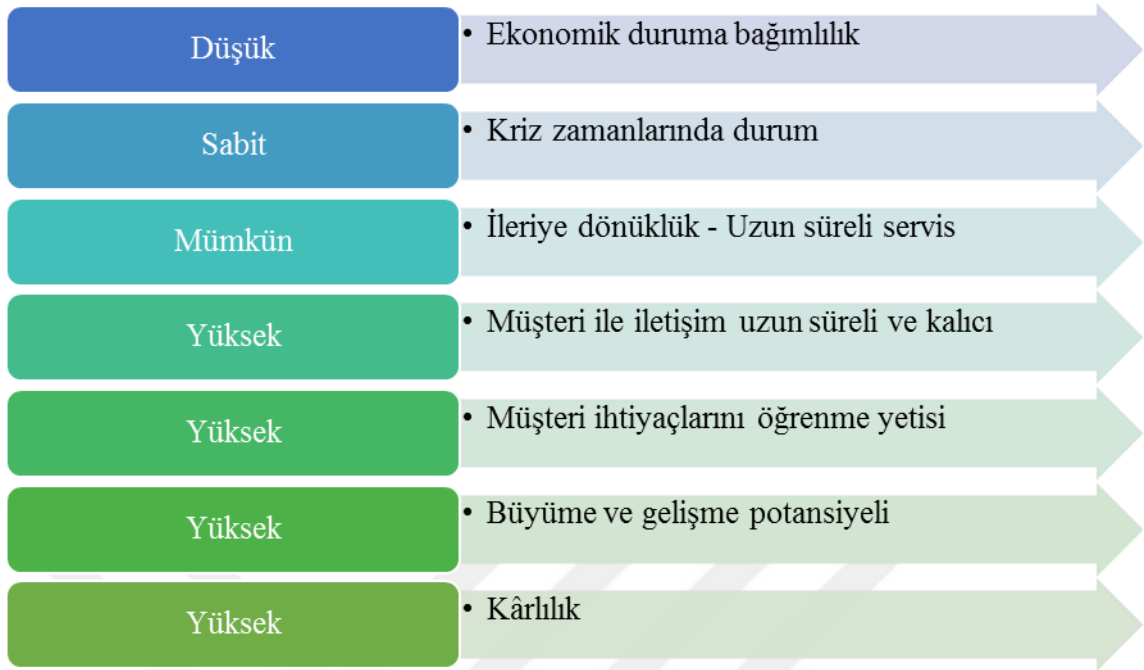 Düşük
• Ekonomik duruma bağımlılık
Sabit
• Kriz zamanlarında durum
Mümkün
• İleriye dönüklük - Uzun süreli servis
Yüksek
• Müşteri ile iletişim uzun süreli ve kalıcı
Yüksek
• Müşteri ihtiyaçlarını öğrenme yetisi
Yüksek
• Büyüme ve gelişme potansiyeli
Yüksek
• Kârlılık